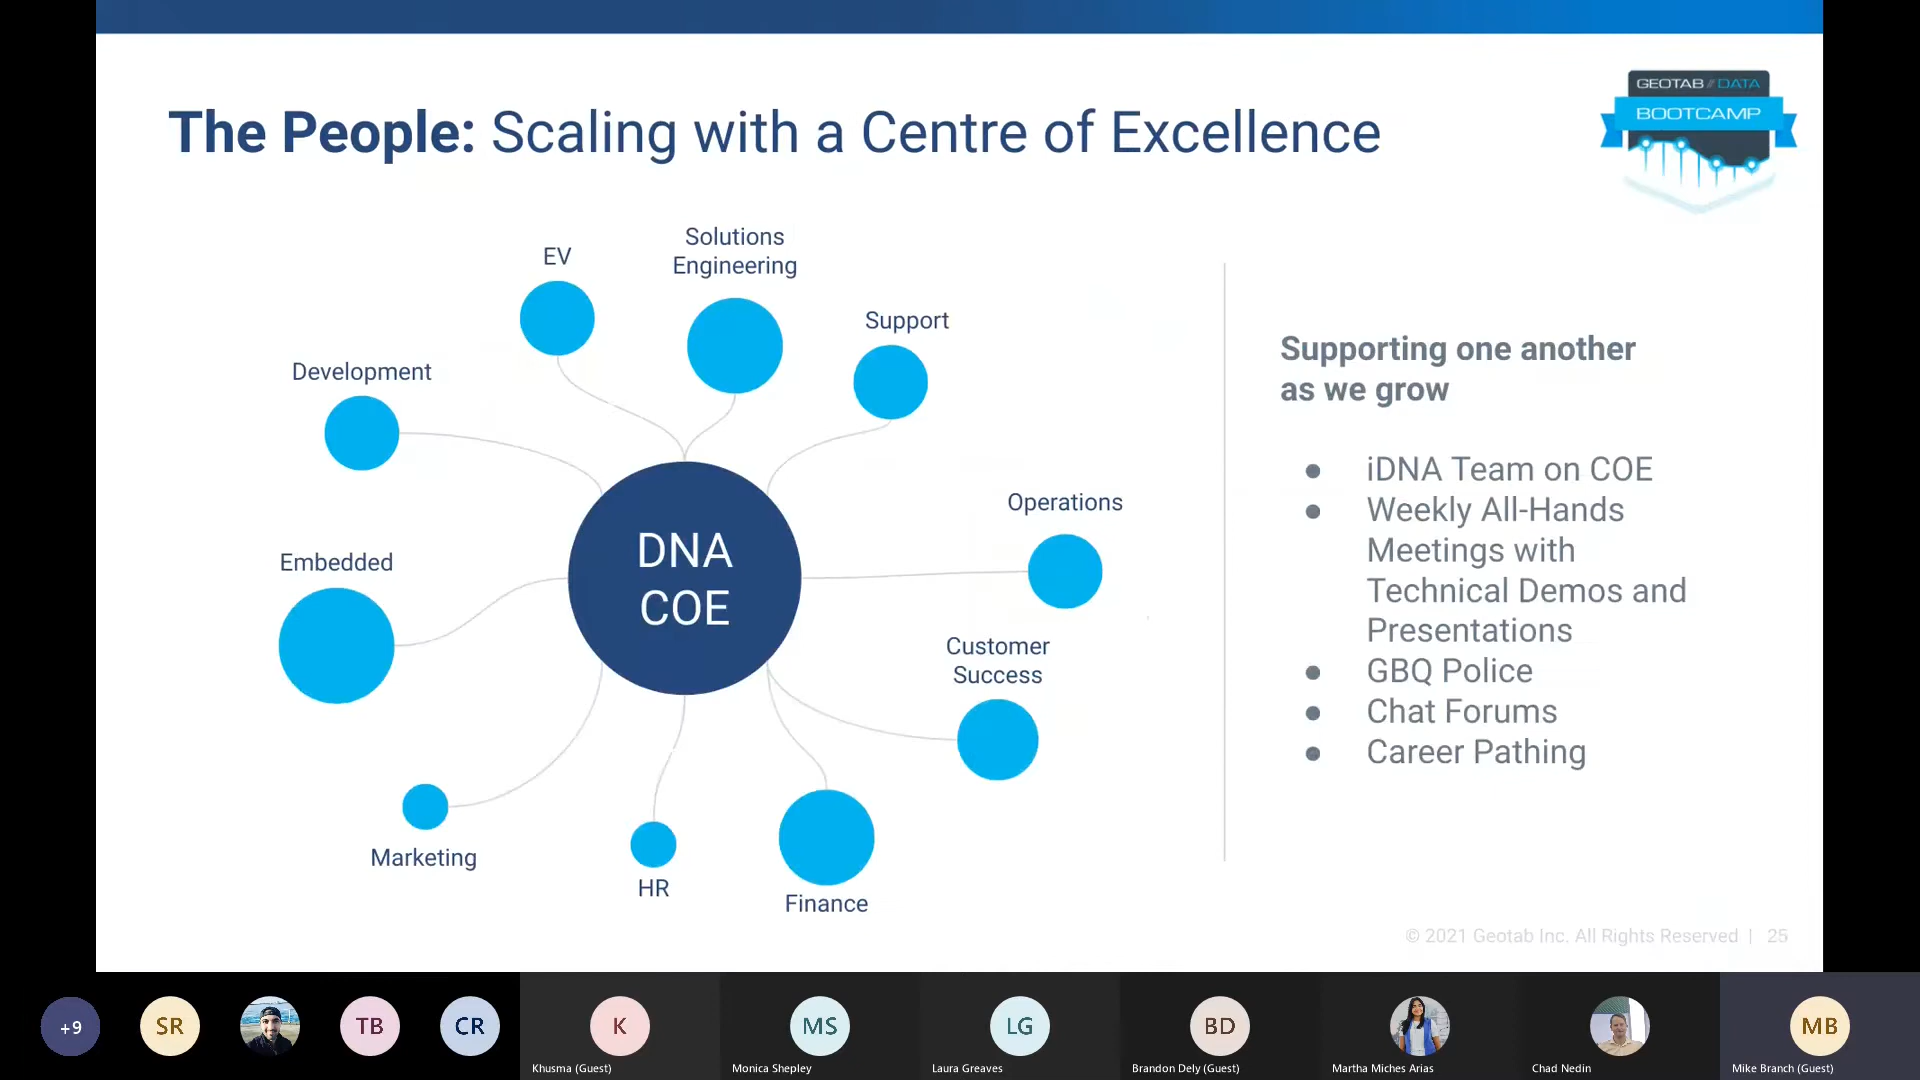 GEOTAB // DATA
BOOTCAMP
The People: Scaling with a Centre of Excellence
EV
Solutions
Engineering
Support
Development
Operations
Embedded
DNA
COE
Customer
Success
Marketing
HR
Finance
Supporting one another
as we grow
● iDNA Team on COE
● Weekly All-Hands
Meetings with
Technical Demos and
Presentations
● GBQ Police
● Chat Forums
● Career Pathing
© 2021 Geotab Inc. All Rights Reserved | 25
+9
SR
TB
CR
K
MS
LG
BD
MB
Khusma (Guest)
Monica Shepley
Laura Greaves
Brandon Dely (Guest)
Martha Miches Arias
Chad Nedin
Mike Branch (Guest)